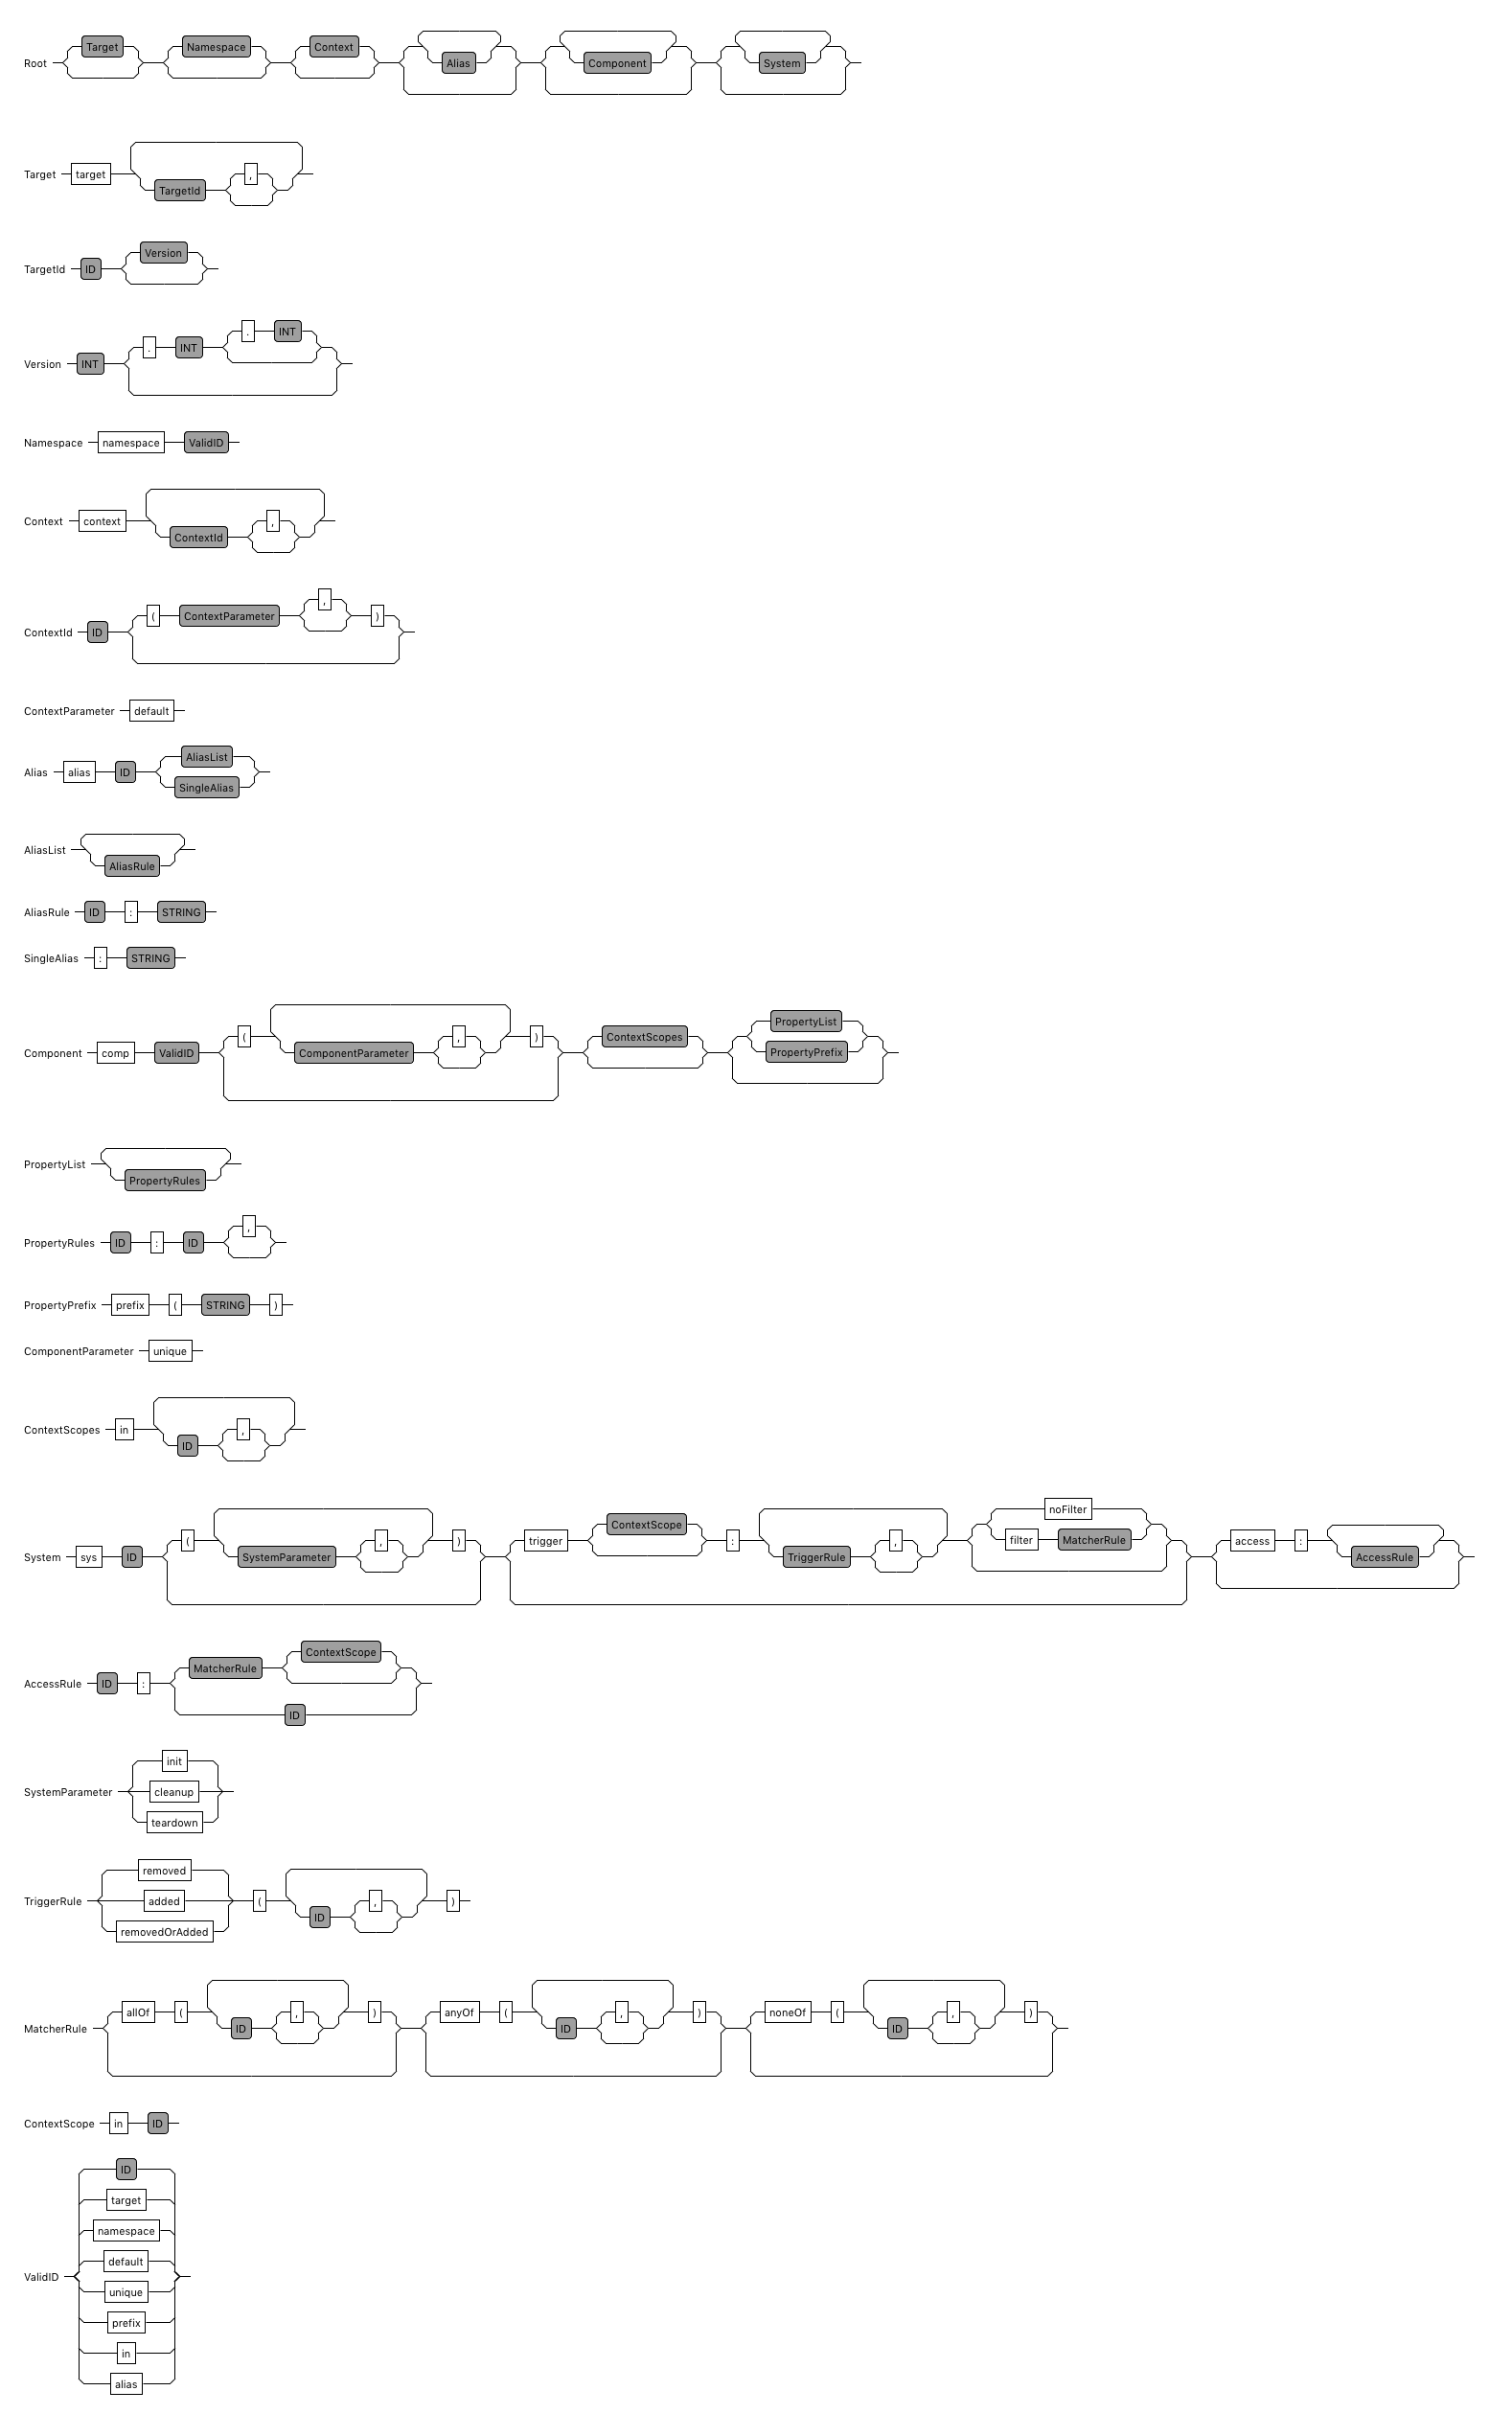 Root Target Namespace Context Alias Component System
Target target TargetId ,
TargetId ID Version
Version INT . INT . INT
Namespace namespace ValidID
Context context ContextId ,
ContextId ID ( ContextParameter , )
ContextParameter default
Alias alias ID AliasList
SingleAlias
AliasList AliasRule
AliasRule ID : STRING
SingleAlias : STRING
Component comp ValidID ( ComponentParameter , ) ContextScopes PropertyList
PropertyPrefix
PropertyList PropertyRules
PropertyRules ID : ID ,
PropertyPrefix prefix ( STRING )
ComponentParameter unique
ContextScopes in ID ,
System sys ID ( SystemParameter , ) trigger ContextScope : TriggerRule , noFilter
filter MatcherRule access : AccessRule
AccessRule ID : MatcherRule ContextScope
ID
SystemParameter init
cleanup
teardown
TriggerRule removed
added ( ID , )
removedOrAdded
MatcherRule allOf ( ID , ) anyOf ( ID , ) noneOf ( ID , )
ContextScope in ID
ValidID ID
target
namespace
default
unique
prefix
in
alias